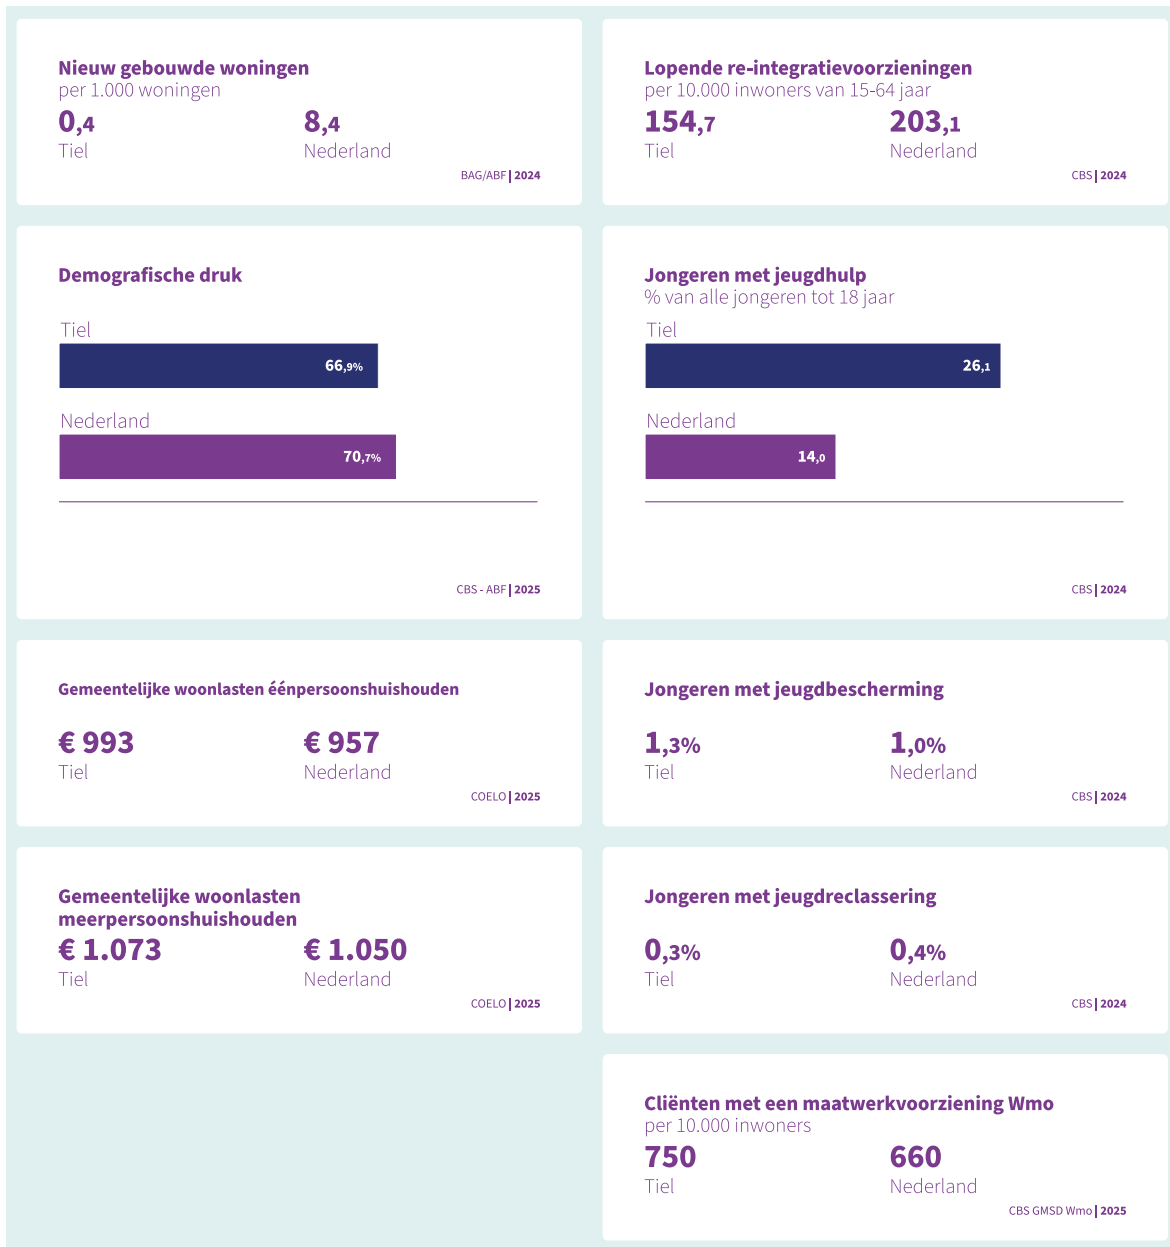 Nieuw gebouwde woningen
per 1.000 woningen
0,4
8,4
Tiel
Nederland
BAG/ABF | 2024
Lopende re-integratievoorzieningen
per 10.000 inwoners van 15-64 jaar
154,7
203,1
Tiel
Nederland
CBS | 2024
Demografische druk
Tiel
66,9%
Nederland
70,7%
CBS - ABF | 2025
Jongeren met jeugdhulp
% van alle jongeren tot 18 jaar
Tiel
26,1
Nederland
14,0
CBS | 2024
Gemeentelijke woonlasten éénpersoonshuishouden
€ 993
€ 957
Tiel
Nederland
COELO | 2025
Jongeren met jeugdbescherming
1,3%
1,0%
Tiel
Nederland
CBS | 2024
Gemeentelijke woonlasten
meerpersoonshuishouden
€ 1.073
€ 1.050
Tiel
Nederland
COELO | 2025
Jongeren met jeugdreclassering
0,3%
0,4%
Tiel
Nederland
CBS | 2024
Cliënten met een maatwerkvoorziening Wmo
per 10.000 inwoners
750
660
Tiel
Nederland
CBS GMSD Wmo | 2025